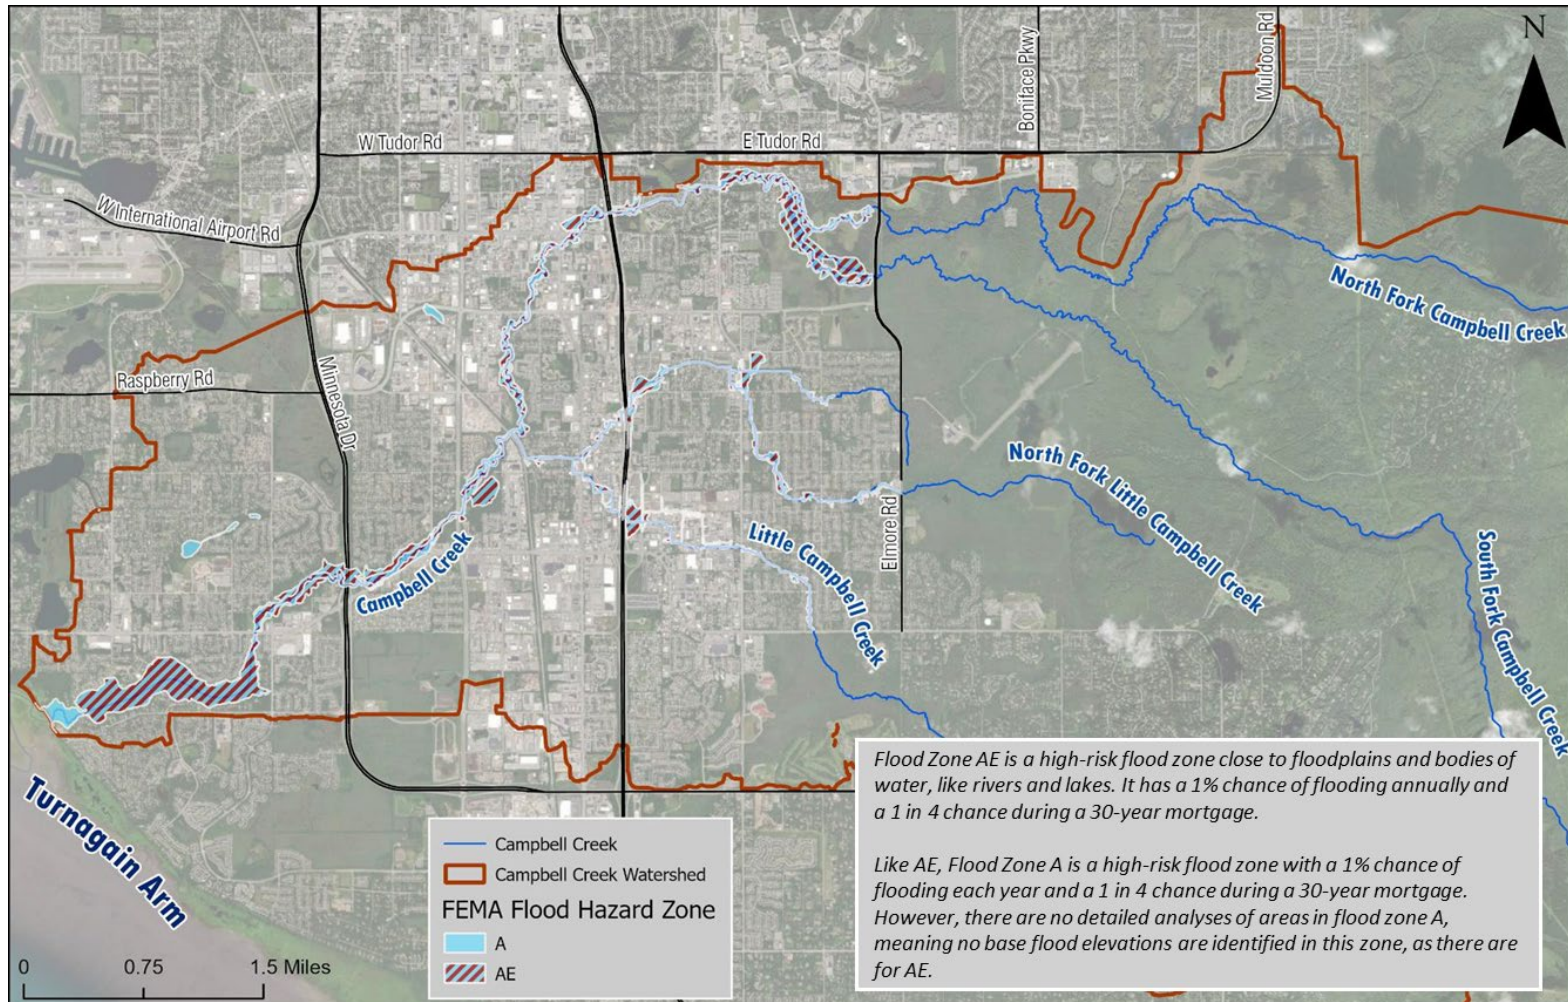 N
Muldoon Rd
Boniface Pkwy
W Tudor Rd
E Tudor Rd
W International Airport Rd
North Fork Campbell Creek
Raspberry Rd
Minnesota Dr
North Fork Little Campbell Creek
Elmore Rd
Little Campbell Creek
Campbell Creek
South Fork Campbell Creek
Turnagain Arm
Flood Zone AE is a high-risk flood zone close to floodplains and bodies of
water, like rivers and lakes. It has a 1% chance of flooding annually and
a 1 in 4 chance during a 30-year mortgage.
Like AE, Flood Zone A is a high-risk flood zone with a 1% chance of
flooding each year and a 1 in 4 chance during a 30-year mortgage.
However, there are no detailed analyses of areas in flood zone A,
meaning no base flood elevations are identified in this zone, as there are
for AE.
Campbell Creek
Campbell Creek Watershed
FEMA Flood Hazard Zone
A
AE
0 0.75 1.5 Miles